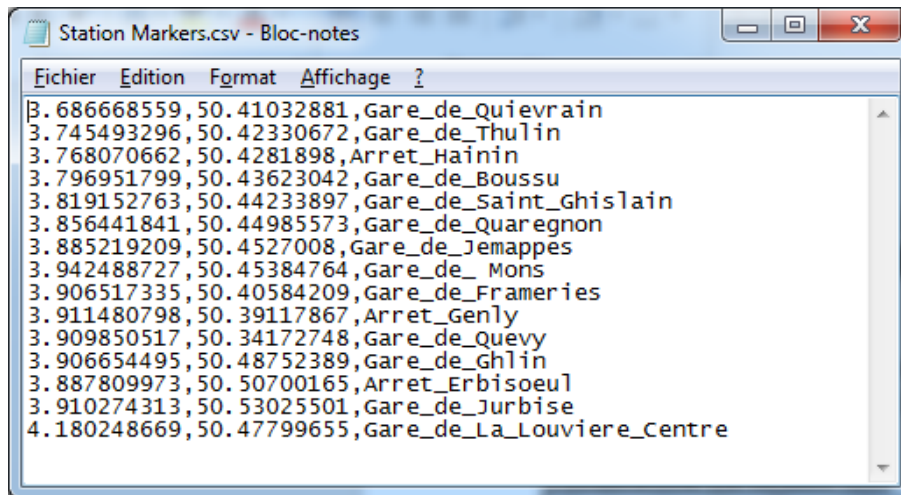 Station Markers.csv - Bloc-notes
Fichier Edition Format Affichage ?
3.686668559,50.41032881,Gare_de_Quievrain
3.745493296,50.42330672,Gare_de_Thulin
3.768070662,50.4281898,Arret_Hainin
3.796951799,50.43623042,Gare_de_Boussu
3.819152763,50.44233897,Gare_de_Saint_Ghislain
3.856441841,50.44985573,Gare_de_Quaregnon
3.885219209,50.4527008,Gare_de_Jemappes
3.942488727,50.45384764,Gare_de_ Mons
3.906517335,50.40584209,Gare_de_Frameries
3.911480798,50.39117867,Arret_Genly
3.909850517,50.34172748,Gare_de_Quevy
3.906654495,50.48752389,Gare_de_Ghlin
3.887809973,50.50700165,Arret_Erbisoeul
3.910274313,50.53025501,Gare_de_Jurbise
4.180248669,50.47799655,Gare_de_La_Louviere_Centre